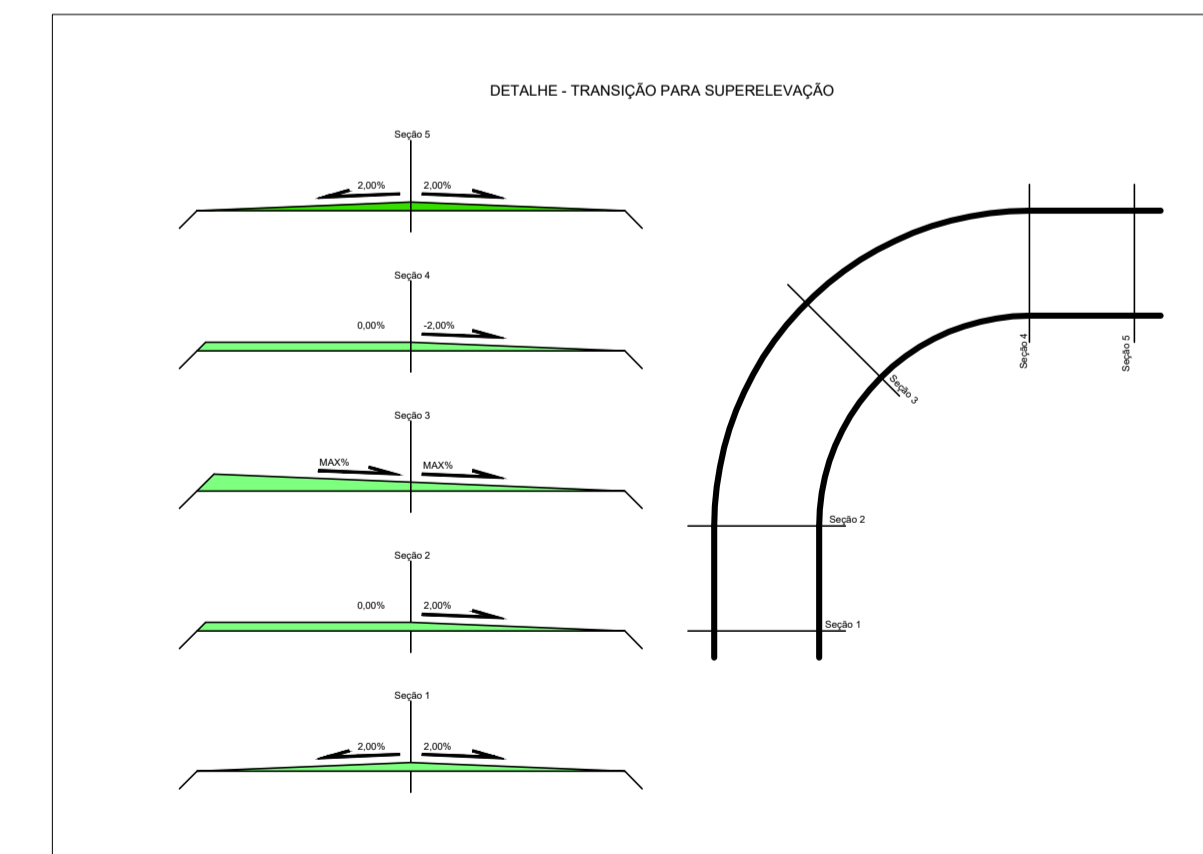 DETALHE - TRANSIÇÃO PARA SUPERELEVAÇÃO
Seção 5
2,00% 2,00%
Seção 4
0,00% -2,00%
Seção 3
MAX% MAX%
Seção 2
0,00% 2,00%
Seção 1
2,00% 2,00%
Seção 4
Seção 5
Seção 3
Seção 2
Seção 1